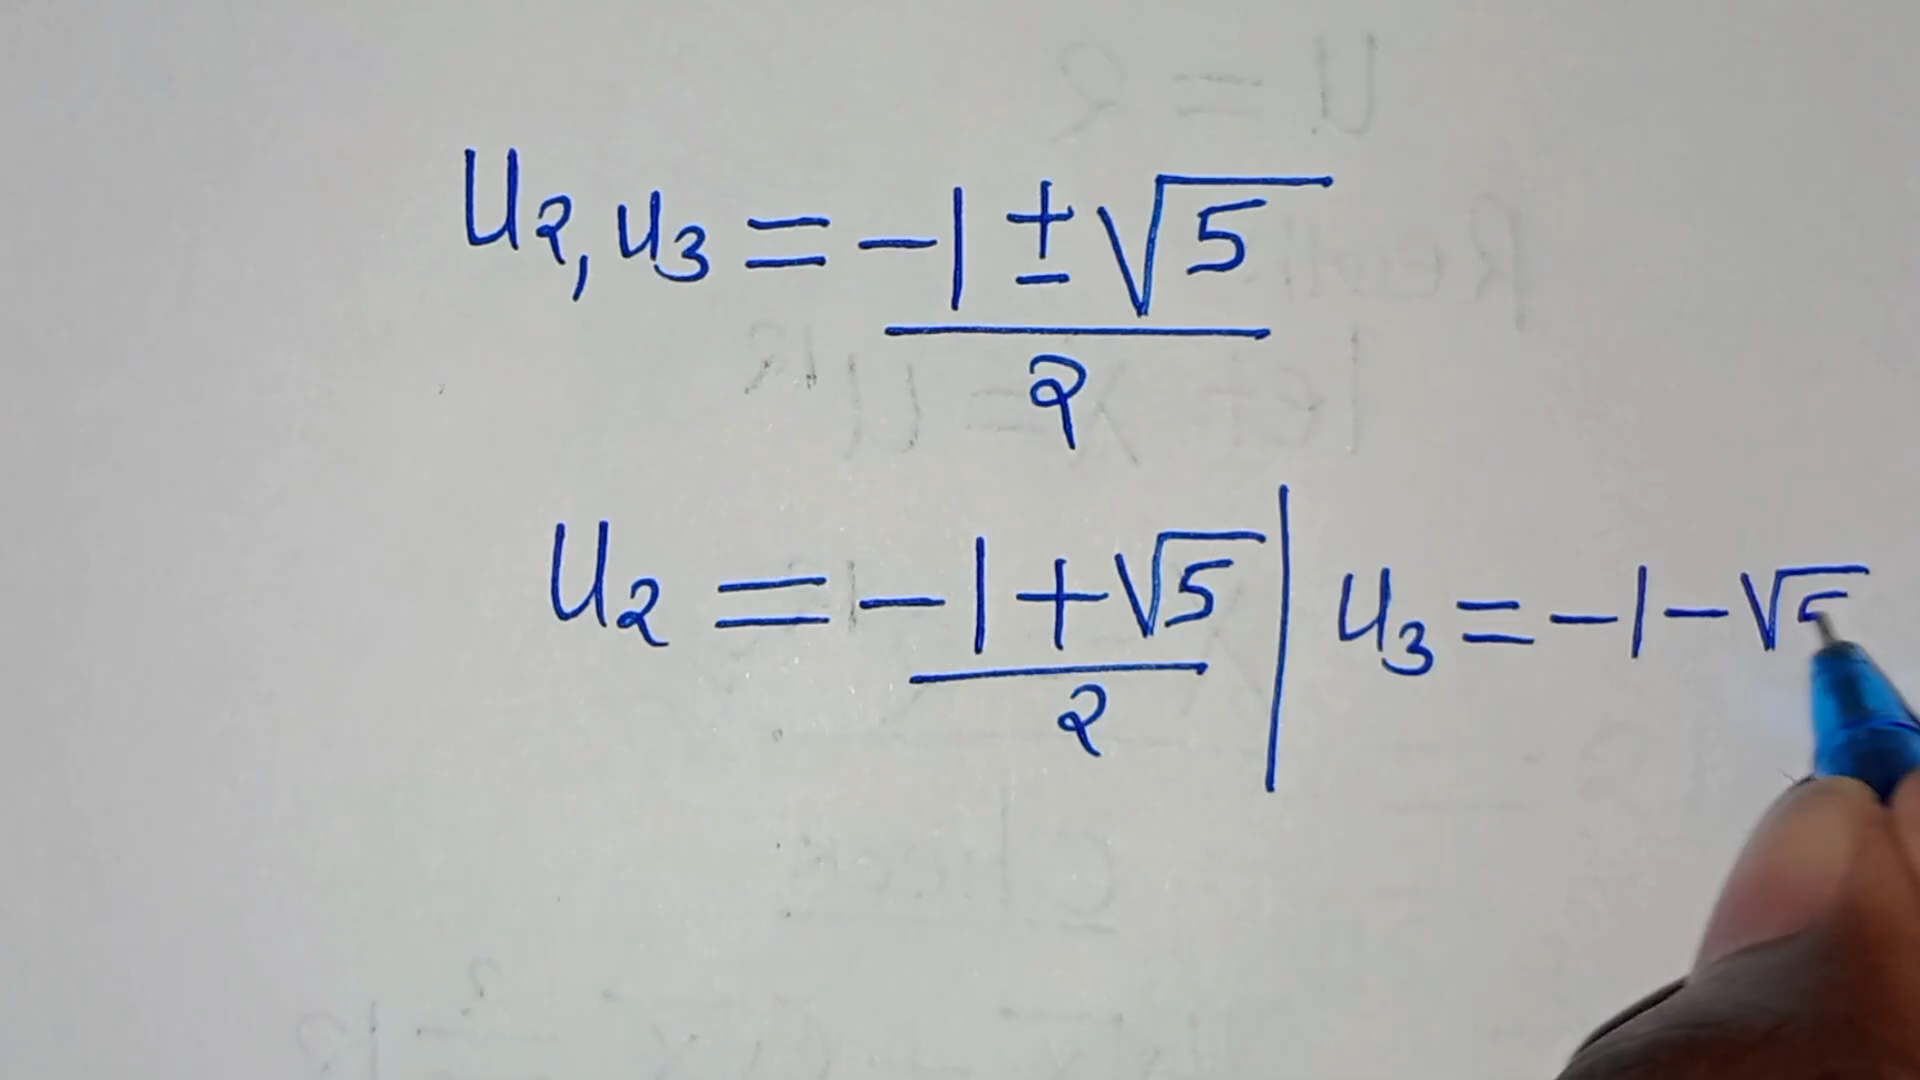 U₂, U₃ = (-1 ± √5)/2
U₂ = (-1 + √5)/2 | U₃ = -1 - √5